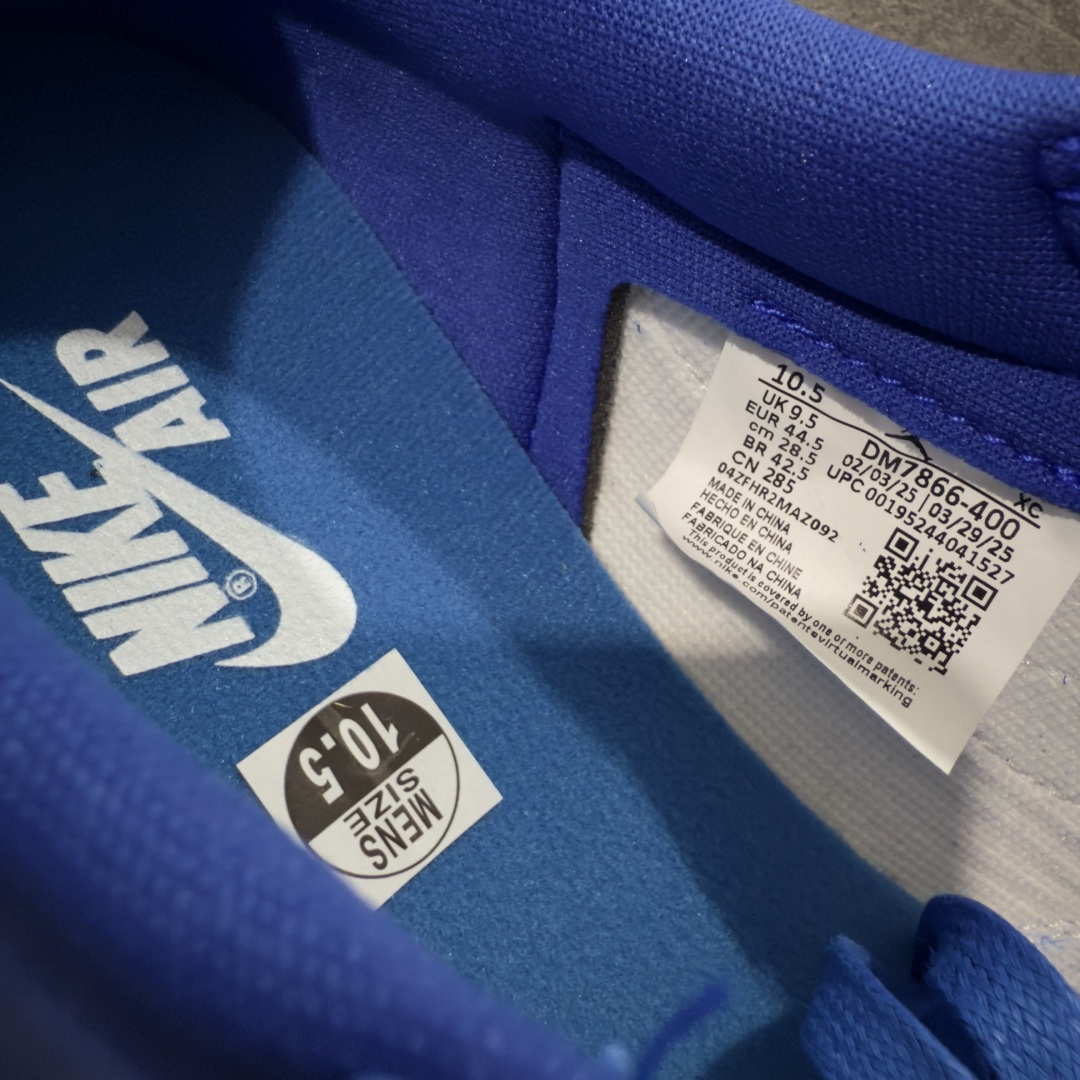 NIKE AIR
®
10.5
MENS
SIZE
10.5
UK 9.5
EUR 44.5
cm 28.5
BR 42.5
CN 285
04ZFHR2MAZ092
MADE IN CHINA
HECHO EN CHINA
FABRIQUE EN CHINE
FABRICADO NA CHINA
This product is covered by one or more patents:
www.nike.com/patentsvirtualmarking
XC
DM7866-400
02/03/25 | 03/29/25
UPC 00195244041527